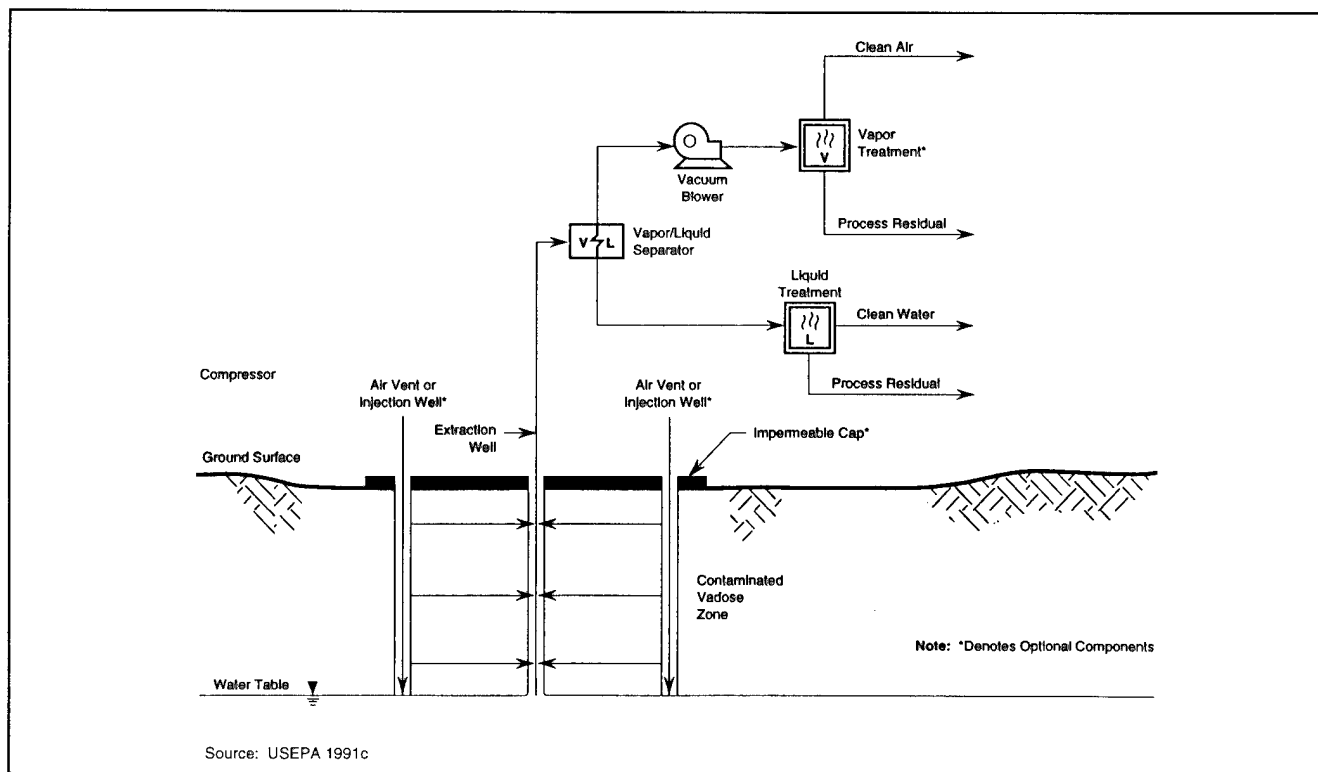 Clean Air
Vapor
Treatment*
V
Vacuum
Blower
Process Residual
V L
Vapor/Liquid
Separator
Liquid
Treatment
L
Clean Water
Process Residual
Compressor
Air Vent or
Injection Well*
Air Vent or
Injection Well*
Extraction
Well
Impermeable Cap*
Ground Surface
Contaminated
Vadose
Zone
Note: *Denotes Optional Components
Water Table
Source: USEPA 1991c